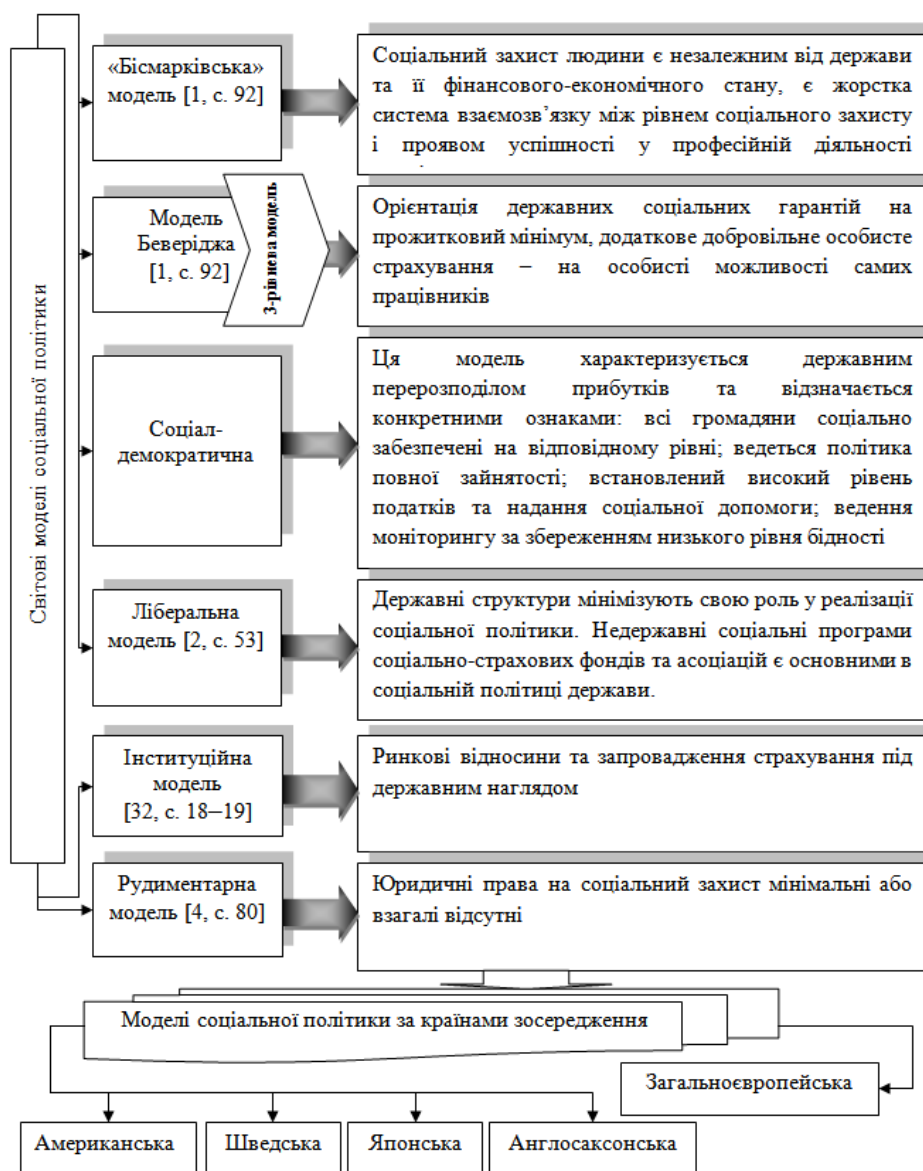 Світові моделі соціальної політики
«Бісмарківська»
модель [1, с. 92]
Соціальний захист людини є незалежним від держави
та її фінансового-економічного стану, є жорстка
система взаємозв’язку між рівнем соціального захисту
і проявом успішності у професійній діяльності
Модель
Беверіджа
[1, с. 92]
3-рівнева модель
Орієнтація державних соціальних гарантій на
прожитковий мінімум, додаткове добровільне особисте
страхування – на особисті можливості самих
працівників
Соціал-
демократична
Ця модель характеризується державним
перерозподілом прибутків та відзначається
конкретними ознаками: всі громадяни соціально
забезпечені на відповідному рівні; ведеться політика
повної зайнятості; встановлений високий рівень
податків та надання соціальної допомоги; ведення
моніторингу за збереженням низького рівня бідності
Ліберальна
модель [2, с. 53]
Державні структури мінімізують свою роль у реалізації
соціальної політики. Недержавні соціальні програми
соціально-страхових фондів та асоціацій є основними в
соціальній політиці держави.
Інституційна
модель
[32, с. 18–19]
Ринкові відносини та запровадження страхування під
державним наглядом
Рудиментарна
модель [4, с. 80]
Юридичні права на соціальний захист мінімальні або
взагалі відсутні
Моделі соціальної політики за країнами зосередження
Загальноєвропейська
Американська
Шведська
Японська
Англосаксонська